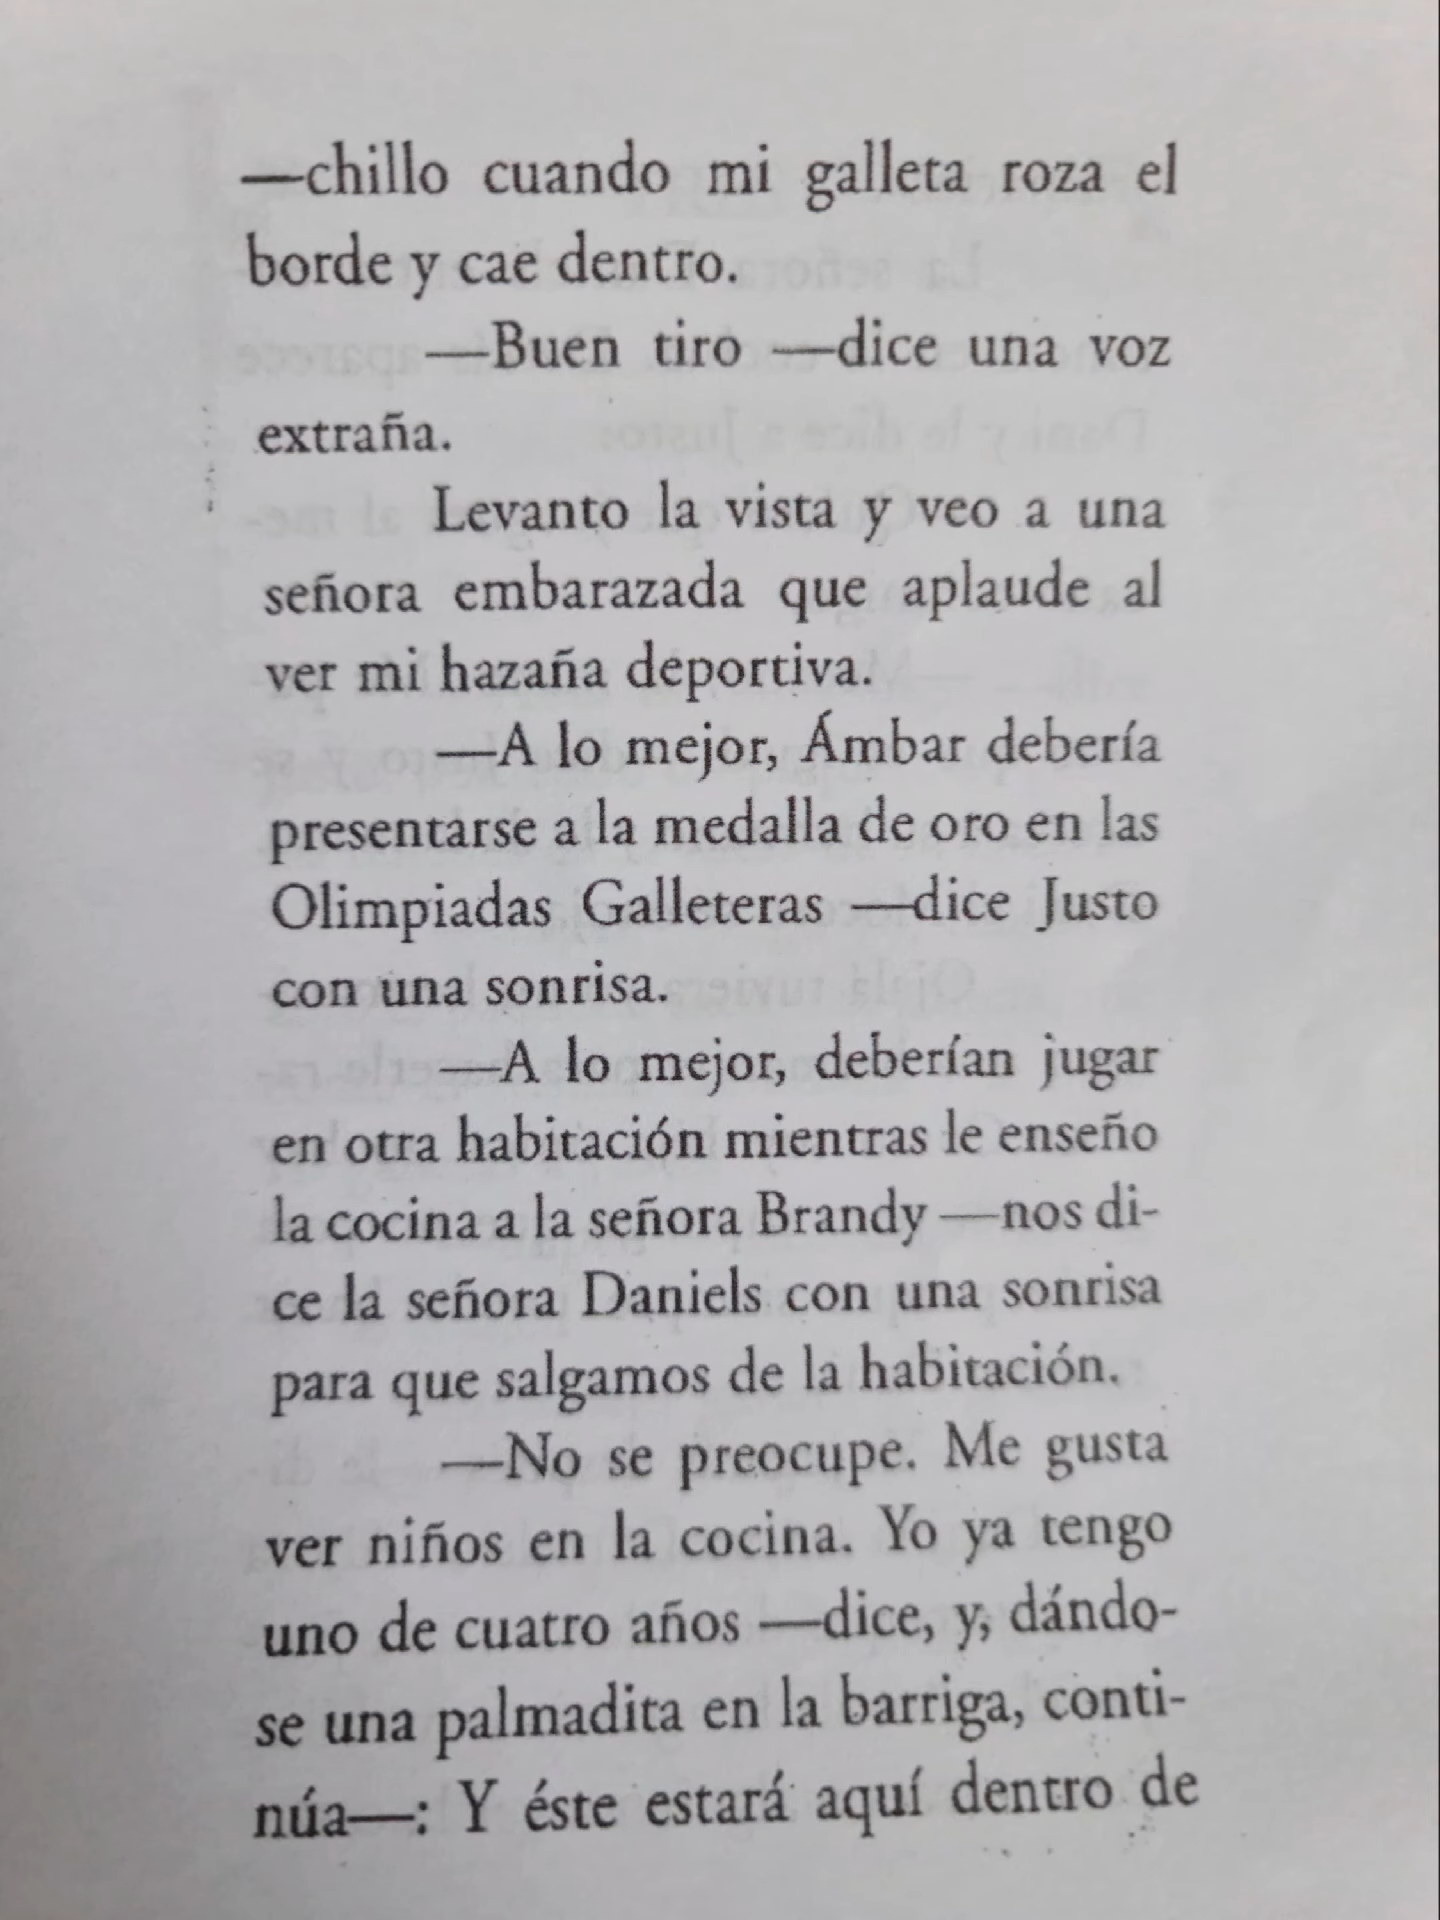 —chillo cuando mi galleta roza el
borde y cae dentro.
—Buen tiro —dice una voz
extraña.
Levanto la vista y veo a una
señora embarazada que aplaude al
ver mi hazaña deportiva.
—A lo mejor, Ámbar debería
presentarse a la medalla de oro en las
Olimpiadas Galleteras —dice Justo
con una sonrisa.
—A lo mejor, deberían jugar
en otra habitación mientras le enseño
la cocina a la señora Brandy —nos di-
ce la señora Daniels con una sonrisa
para que salgamos de la habitación.
—No se preocupe. Me gusta
ver niños en la cocina. Yo ya tengo
uno de cuatro años —dice, y, dándo-
se una palmadita en la barriga, conti-
núa—: Y éste estará aquí dentro de